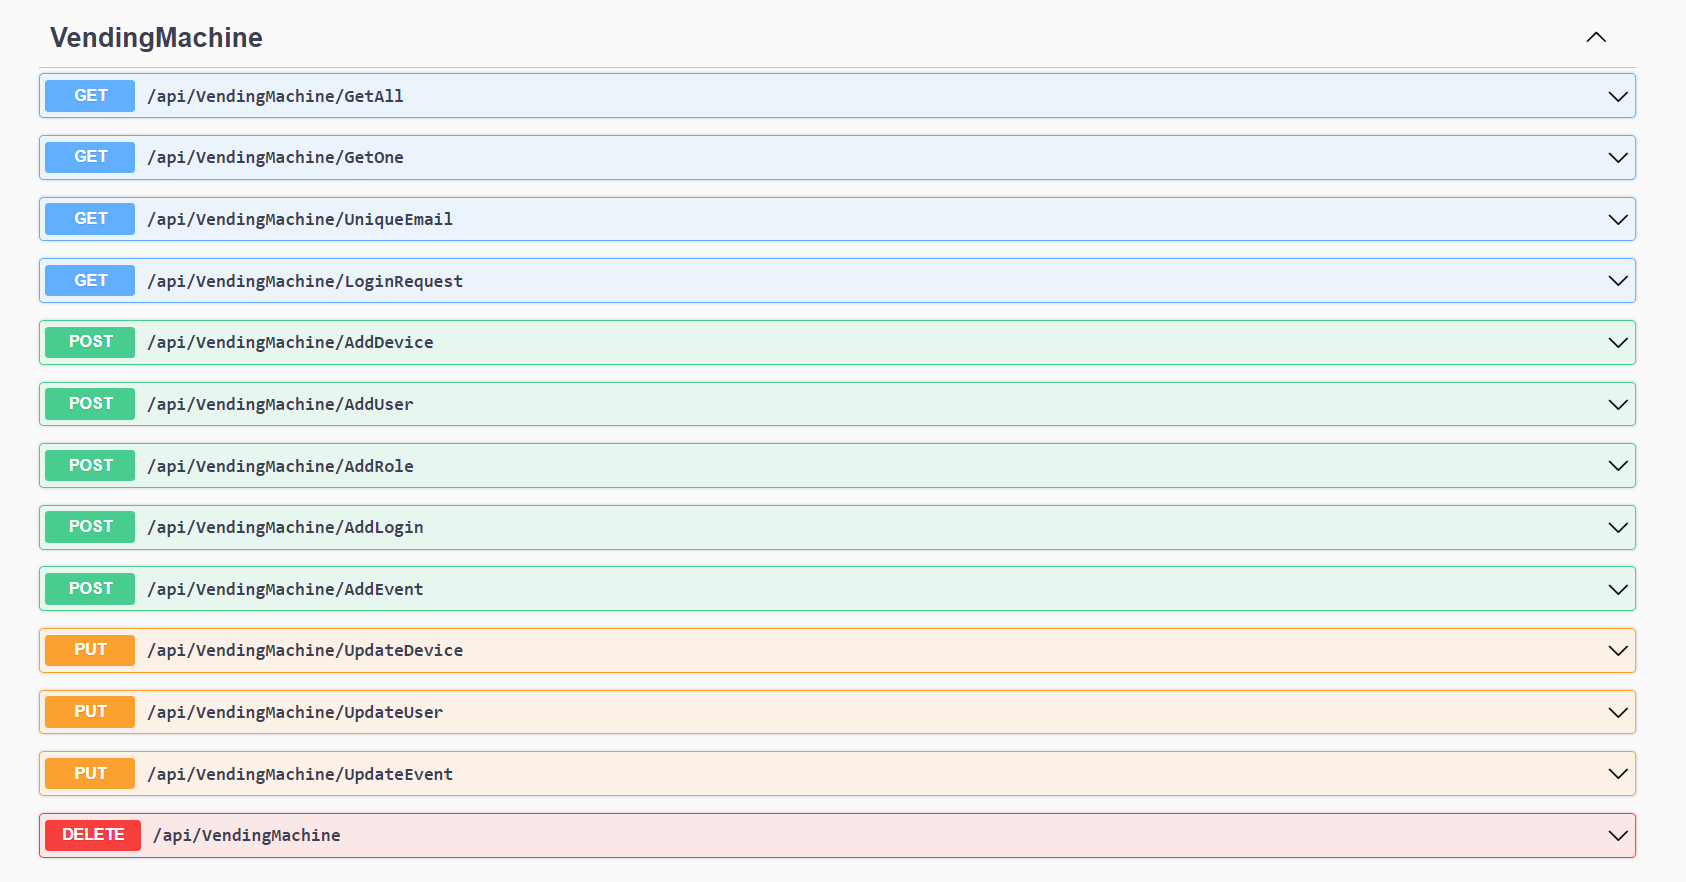 VendingMachine
GET /api/VendingMachine/GetAll
GET /api/VendingMachine/GetOne
GET /api/VendingMachine/UniqueEmail
GET /api/VendingMachine/LoginRequest
POST /api/VendingMachine/AddDevice
POST /api/VendingMachine/AddUser
POST /api/VendingMachine/AddRole
POST /api/VendingMachine/AddLogin
POST /api/VendingMachine/AddEvent
PUT /api/VendingMachine/UpdateDevice
PUT /api/VendingMachine/UpdateUser
PUT /api/VendingMachine/UpdateEvent
DELETE /api/VendingMachine